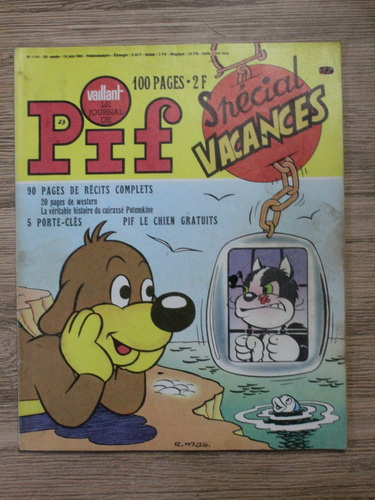 100 PAGES • 2 F
Vaillant
LE
JOURNAL
DE
Pif
23
Spécial
VACANCES
90 PAGES DE RÉCITS COMPLETS
20 pages de western
La véritable histoire du cuirassé Potemkine
5 PORTE-CLÉS PIF LE CHIEN GRATUITS